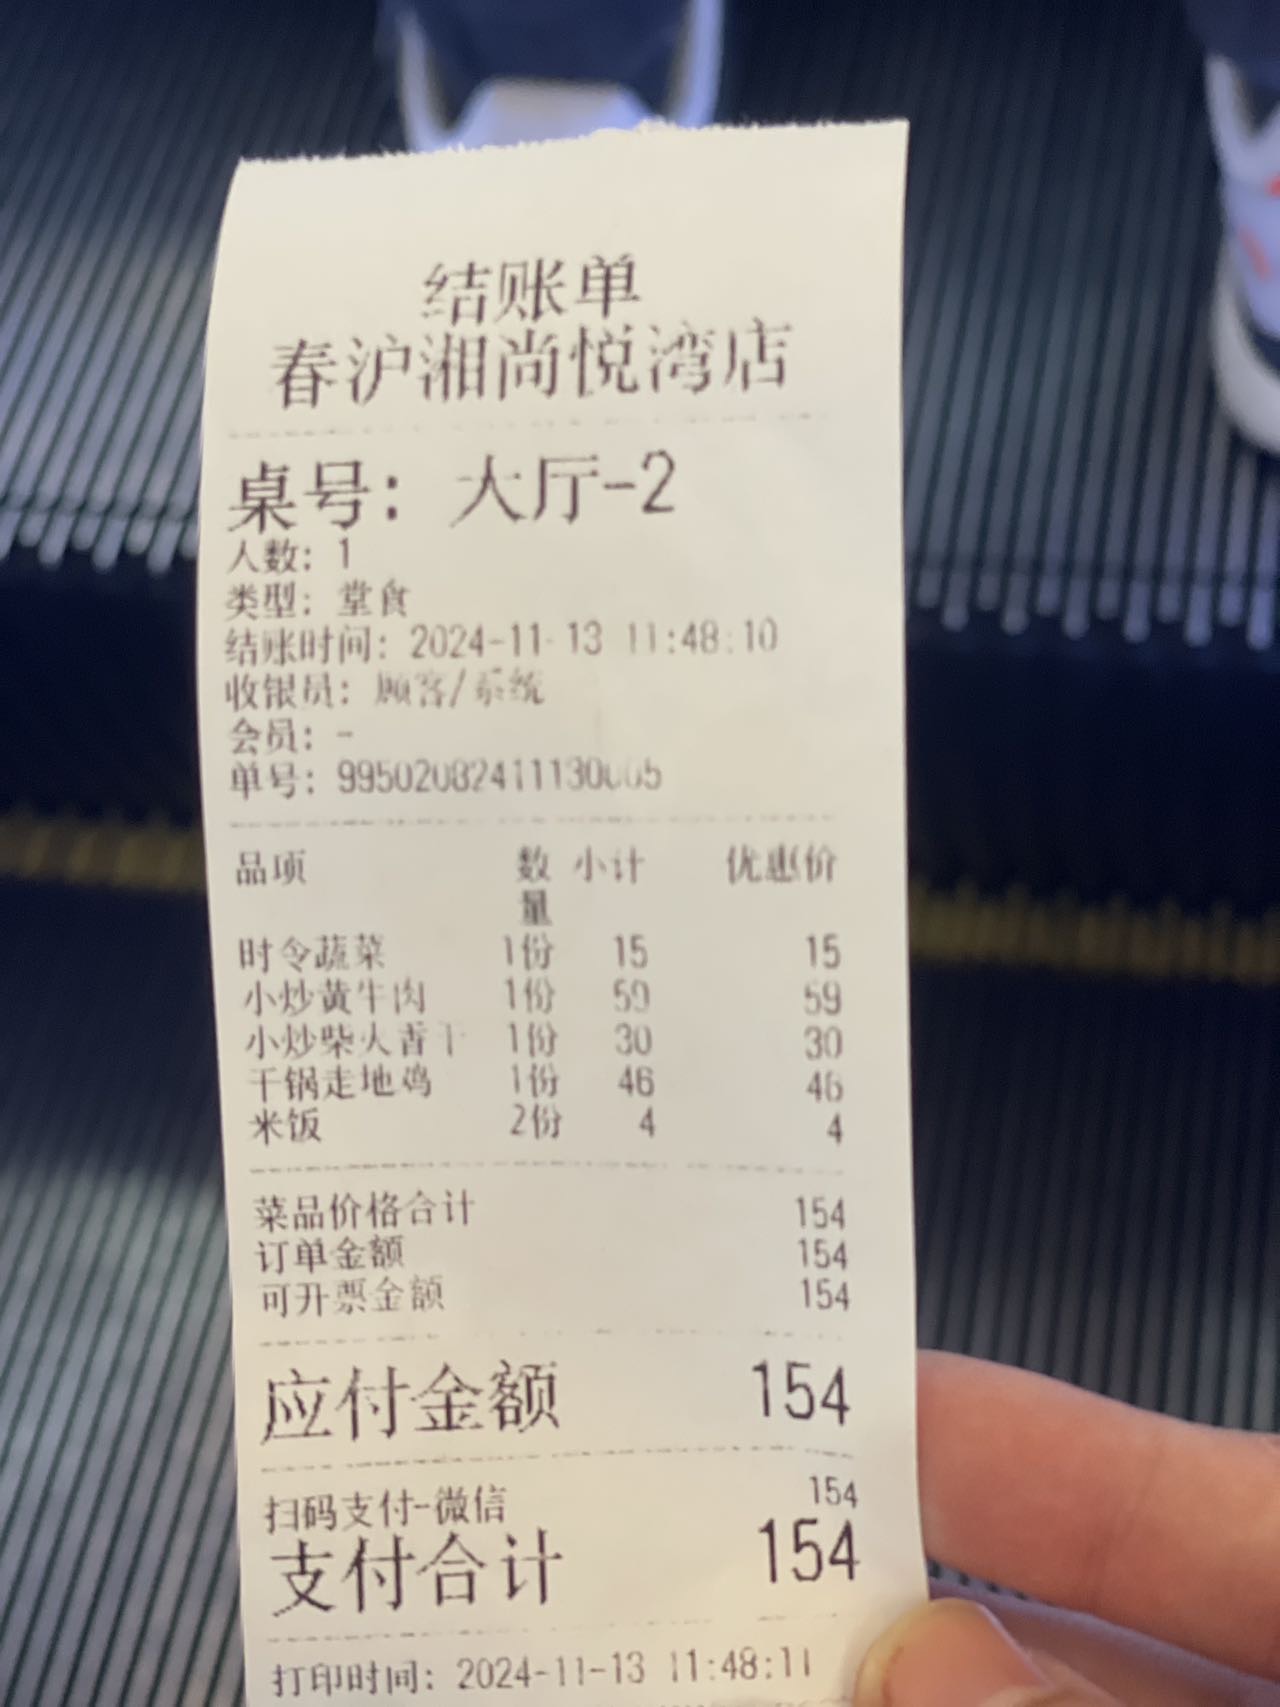 结账单
春沪湘尚悦湾店
桌号: 大厅-2
人数: 1
类型: 堂食
结账时间: 2024-11-13 11:48:10
收银员: 顾客/系统
会员: -
单号: 99502082411130005
品项 数量 小计 优惠价
时令蔬菜 1份 15 15
小炒黄牛肉 1份 59 59
小炒柴火香干 1份 30 30
干锅走地鸡 1份 46 46
米饭 2份 4 4
菜品价格合计 154
订单金额 154
可开票金额 154
应付金额 154
扫码支付-微信 154
支付合计 154
打印时间: 2024-11-13 11:48:11